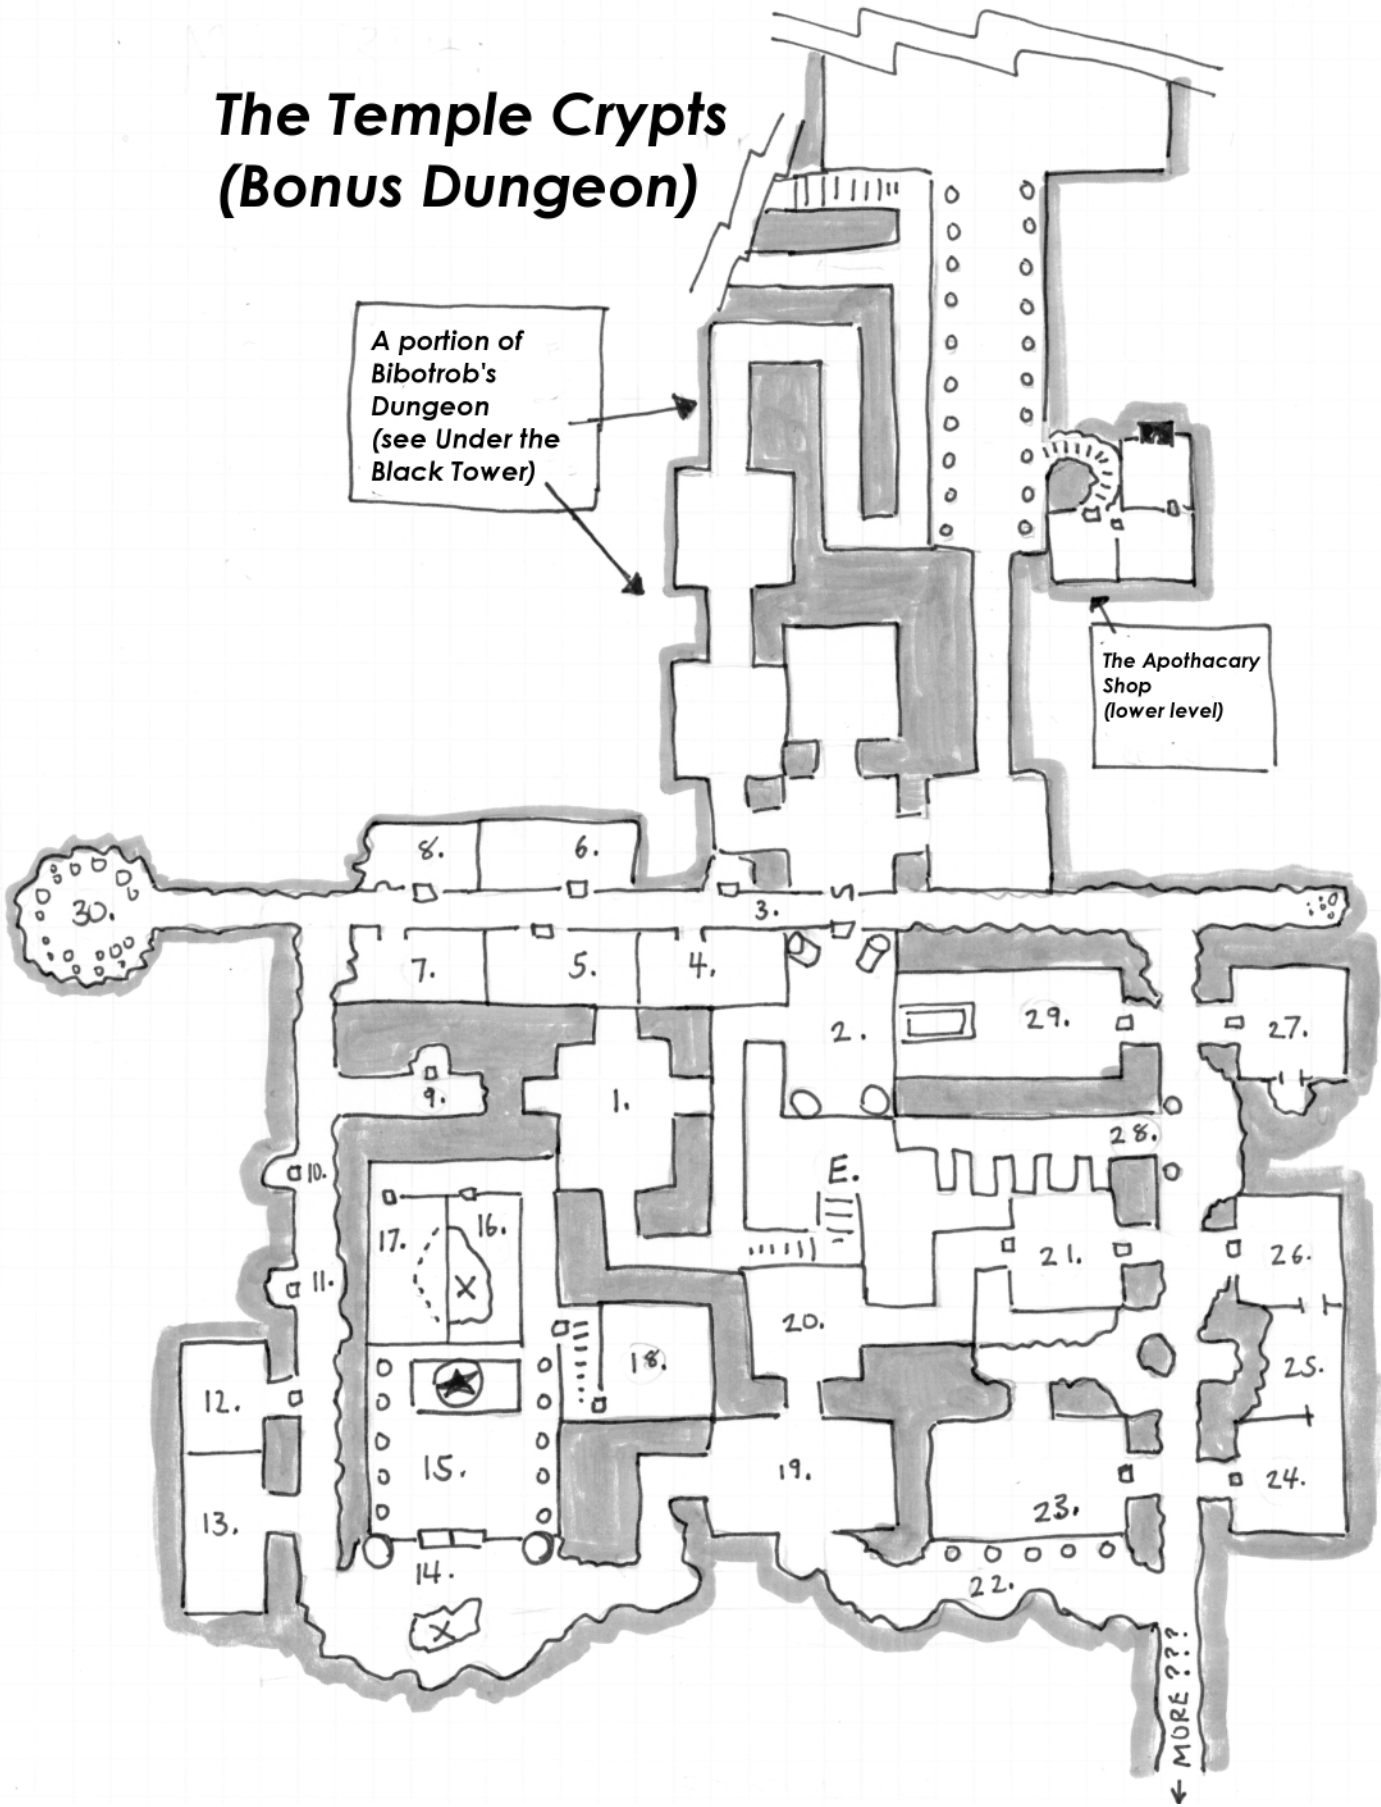 The Temple Crypts
(Bonus Dungeon)
A portion of
Bibotrob's
Dungeon
(see Under the
Black Tower)
The Apothacary
Shop
(lower level)
8.
6.
30.
3.
S
7.
5.
4.
2.
29.
27.
9.
1.
28.
10.
E.
17.
16.
X
11.
21.
26.
20.
12.
18.
25.
15.
19.
24.
13.
23.
14.
22.
X
MORE ???